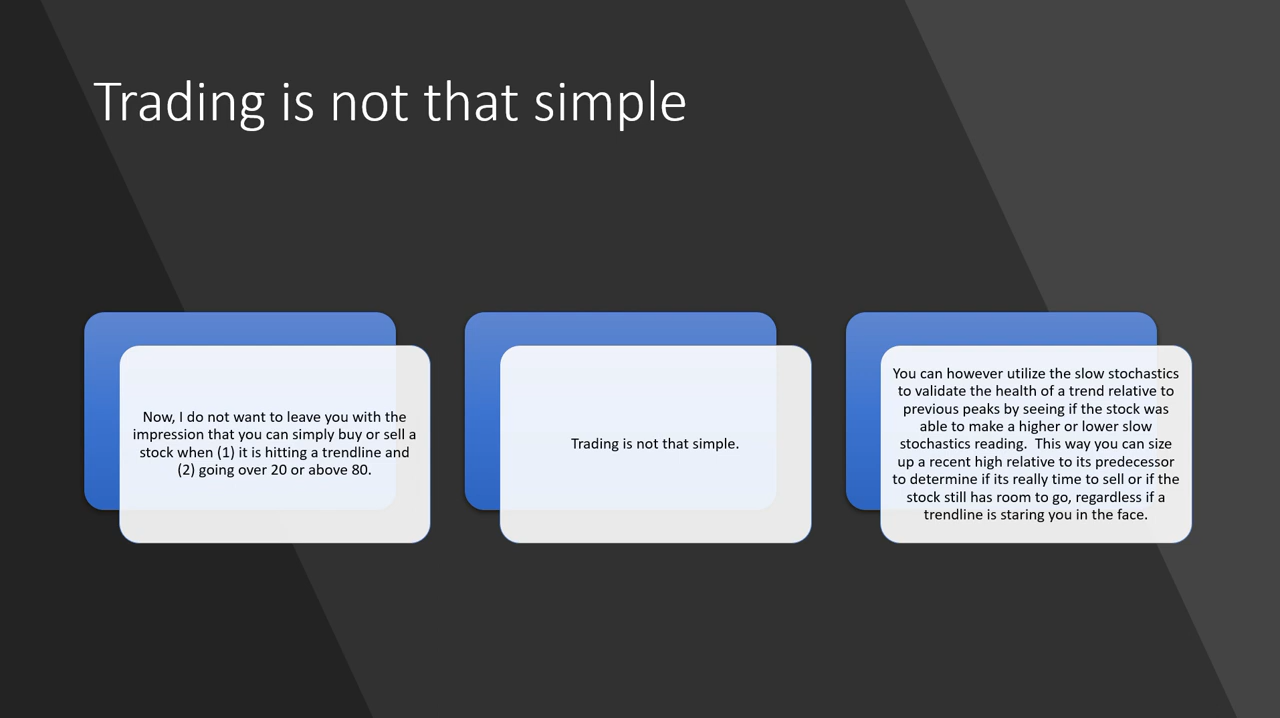 Trading is not that simple
Now, I do not want to leave you with the
impression that you can simply buy or sell a
stock when (1) it is hitting a trendline and
(2) going over 20 or above 80.
Trading is not that simple.
You can however utilize the slow stochastics
to validate the health of a trend relative to
previous peaks by seeing if the stock was
able to make a higher or lower slow
stochastics reading.  This way you can size
up a recent high relative to its predecessor
to determine if its really time to sell or if the
stock still has room to go, regardless if a
trendline is staring you in the face.